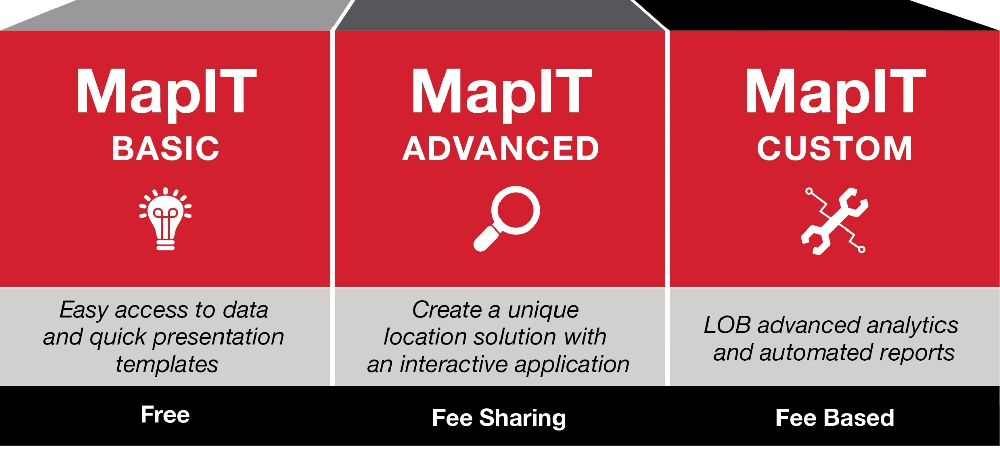 MapIT
BASIC
Easy access to data
and quick presentation
templates
Free
MapIT
ADVANCED
Create a unique
location solution with
an interactive application
Fee Sharing
MapIT
CUSTOM
LOB advanced analytics
and automated reports
Fee Based